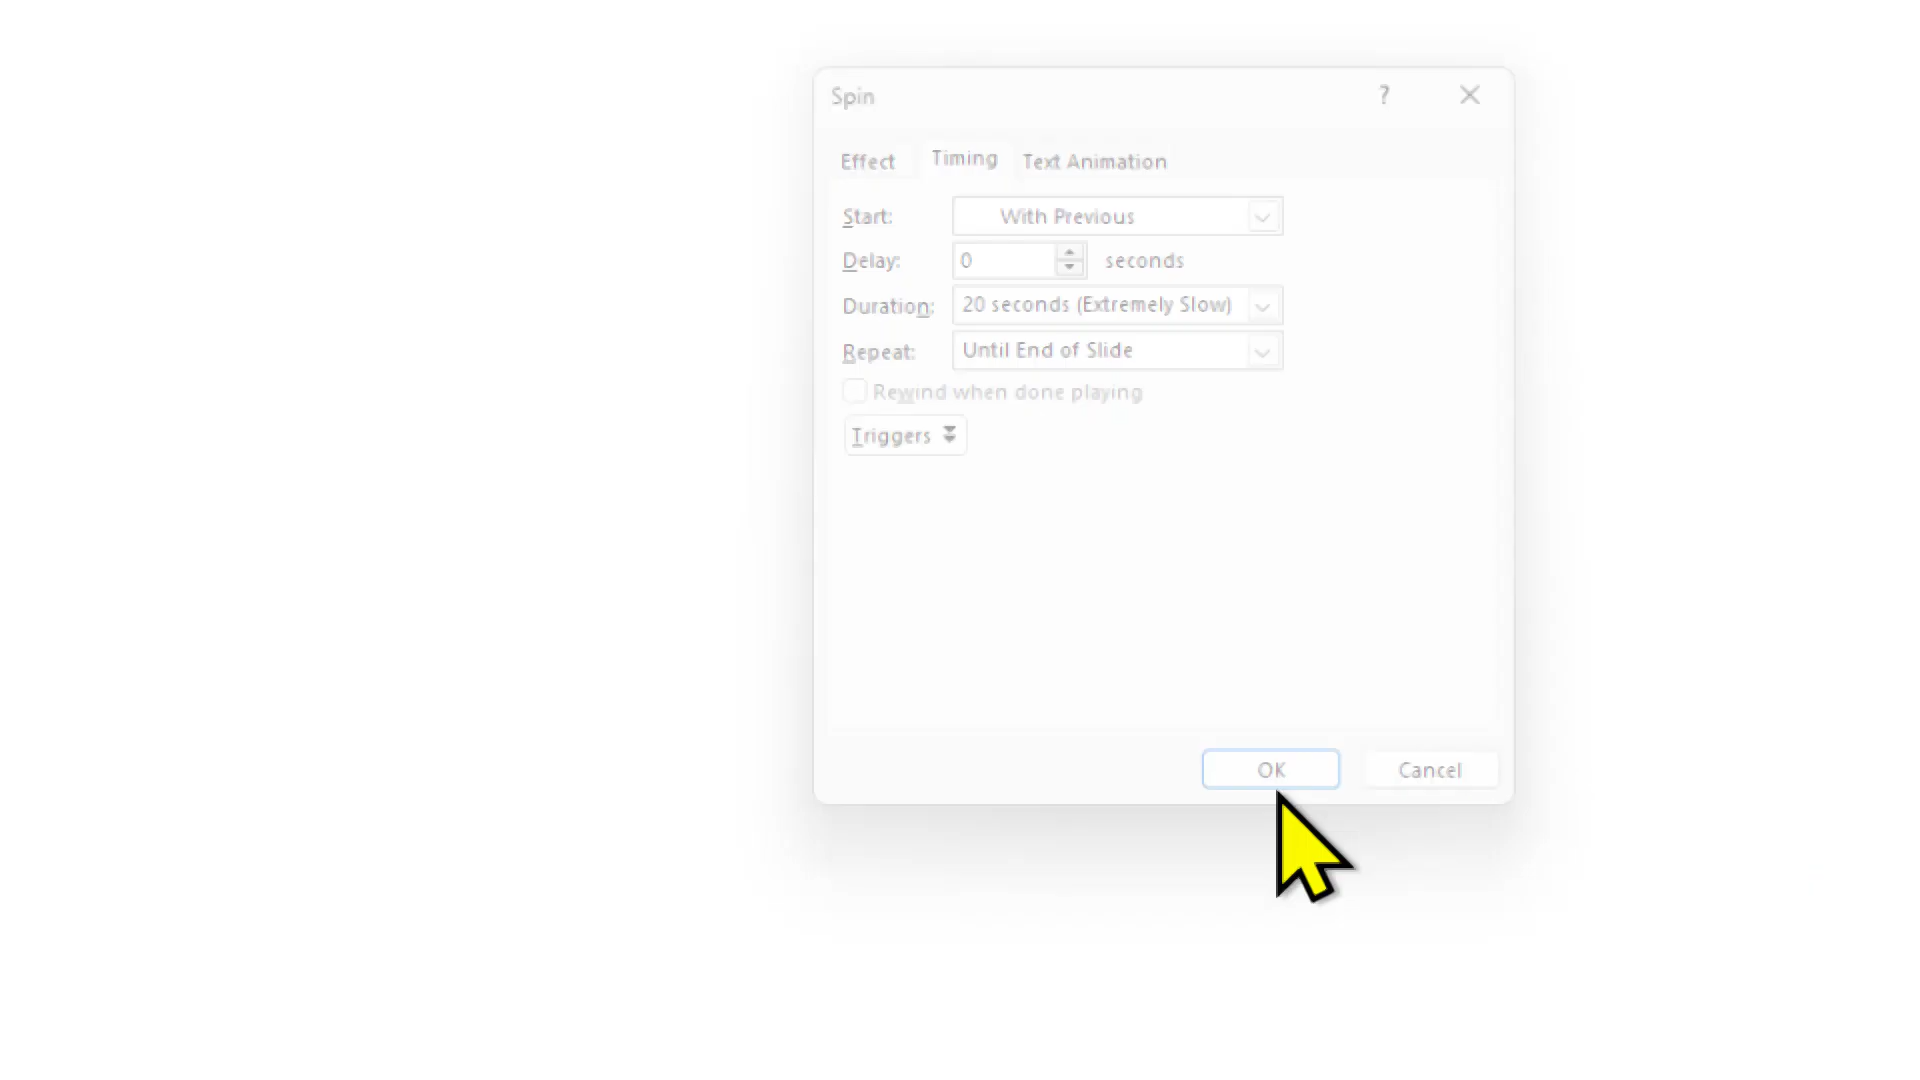 Spin ?
Effect Timing Text Animation
Start: With Previous
Delay: 0 seconds
Duration: 20 seconds (Extremely Slow)
Repeat: Until End of Slide
Rewind when done playing
Triggers
OK Cancel